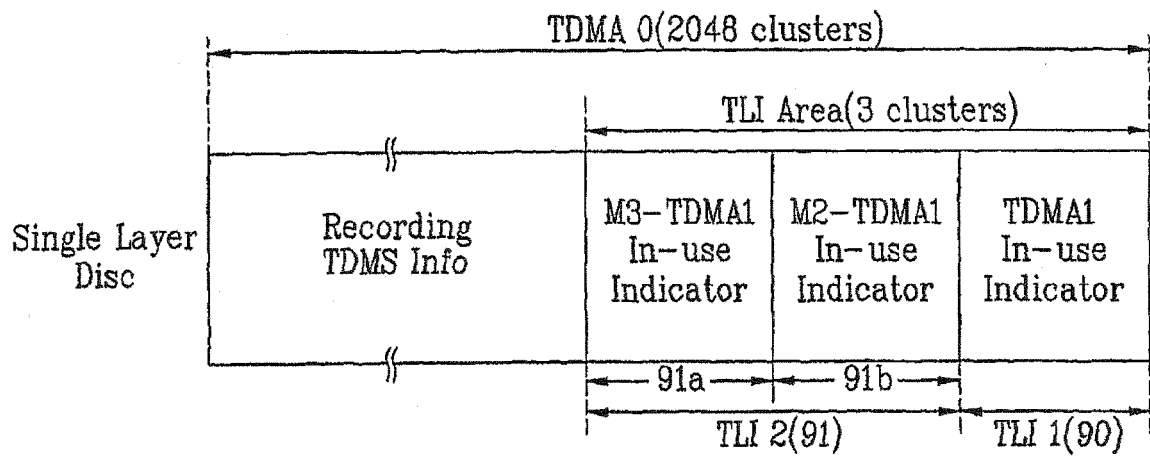 TDMA 0(2048 clusters)
TLI Area(3 clusters)
Single Layer
Disc
Recording
TDMS Info
M3-TDMA1
In-use
Indicator
M2-TDMA1
In-use
Indicator
TDMA1
In-use
Indicator
91a
91b
TLI 2(91)
TLI 1(90)